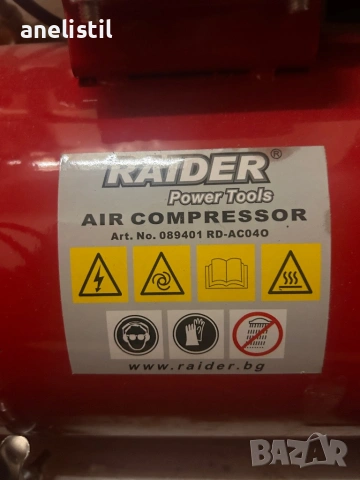 anelistil
RAIDER®
Power Tools
AIR COMPRESSOR
Art. No. 089401 RD-AC04O
www.raider.bg
BAZAR